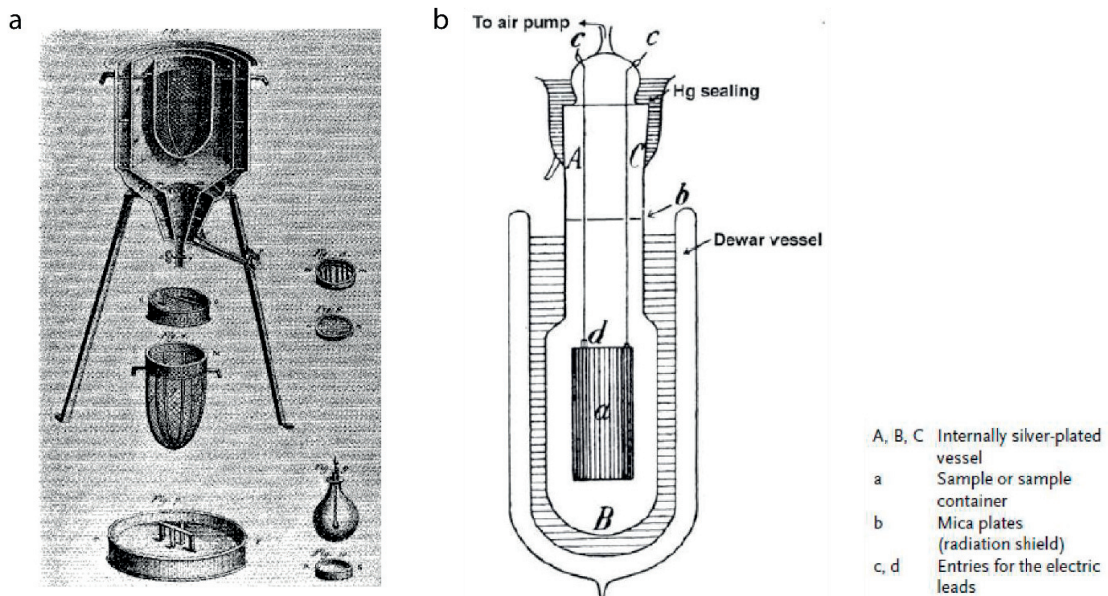 a
b
To air pump
c
c
Hg sealing
A
C
b
Dewar vessel
d
a
B
A, B, C Internally silver-plated
vessel
a Sample or sample
container
b Mica plates
(radiation shield)
c, d Entries for the electric
leads